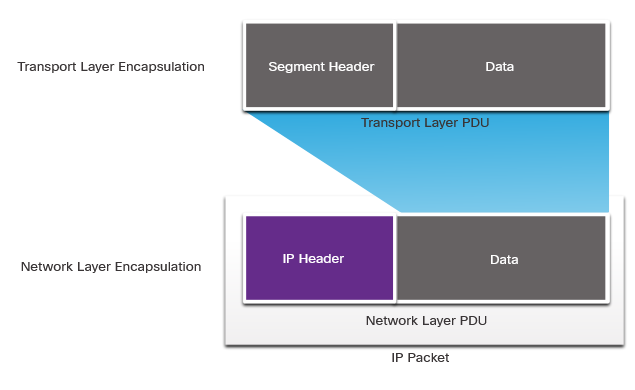 Transport Layer Encapsulation
Segment Header
Data
Transport Layer PDU
Network Layer Encapsulation
IP Header
Data
Network Layer PDU
IP Packet